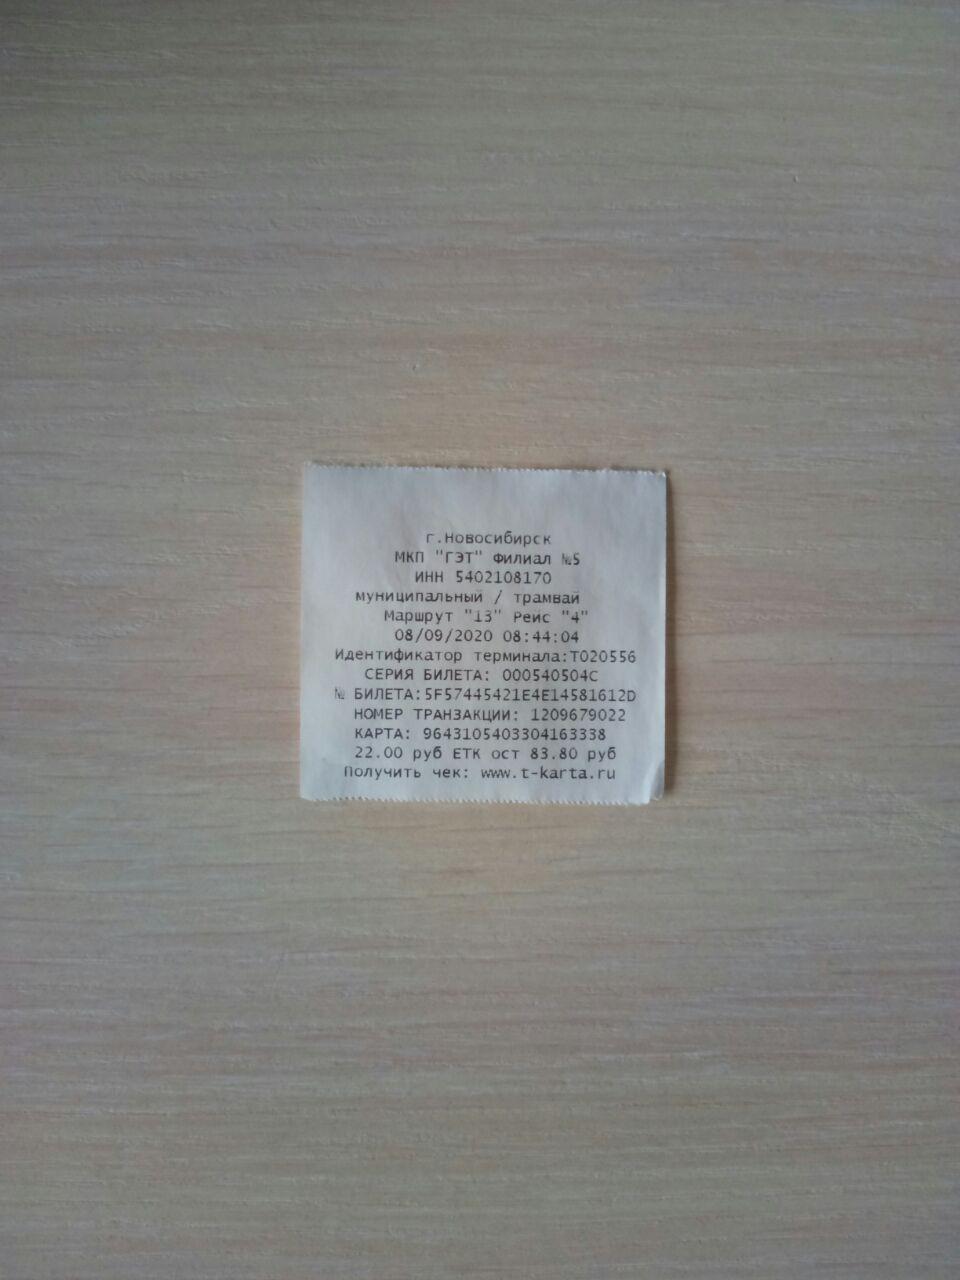 г.Новосибирск
МКП "ГЭТ" Филиал №5
ИНН 5402108170
муниципальный / трамвай
Маршрут "13" Рейс "4"
08/09/2020 08:44:04
Идентификатор терминала:Т020556
СЕРИЯ БИЛЕТА: 000540504С
№ БИЛЕТА:5F57445421E4E14581612D
НОМЕР ТРАНЗАКЦИИ: 1209679022
КАРТА: 9643105403304163338
22.00 руб ЕТК ост 83.80 руб
Получить чек: www.t-karta.ru